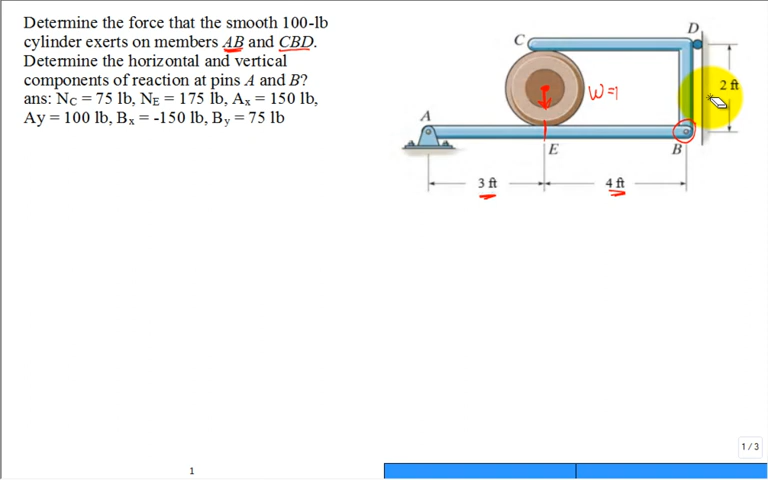 Determine the force that the smooth 100-lb
cylinder exerts on members AB and CBD.
Determine the horizontal and vertical
components of reaction at pins A and B?
ans: NC = 75 lb, NE = 175 lb, Ax = 150 lb,
Ay = 100 lb, Bx = -150 lb, By = 75 lb
D
C
W=1
2 ft
A
E
B
3 ft
4 ft
1 / 3
1